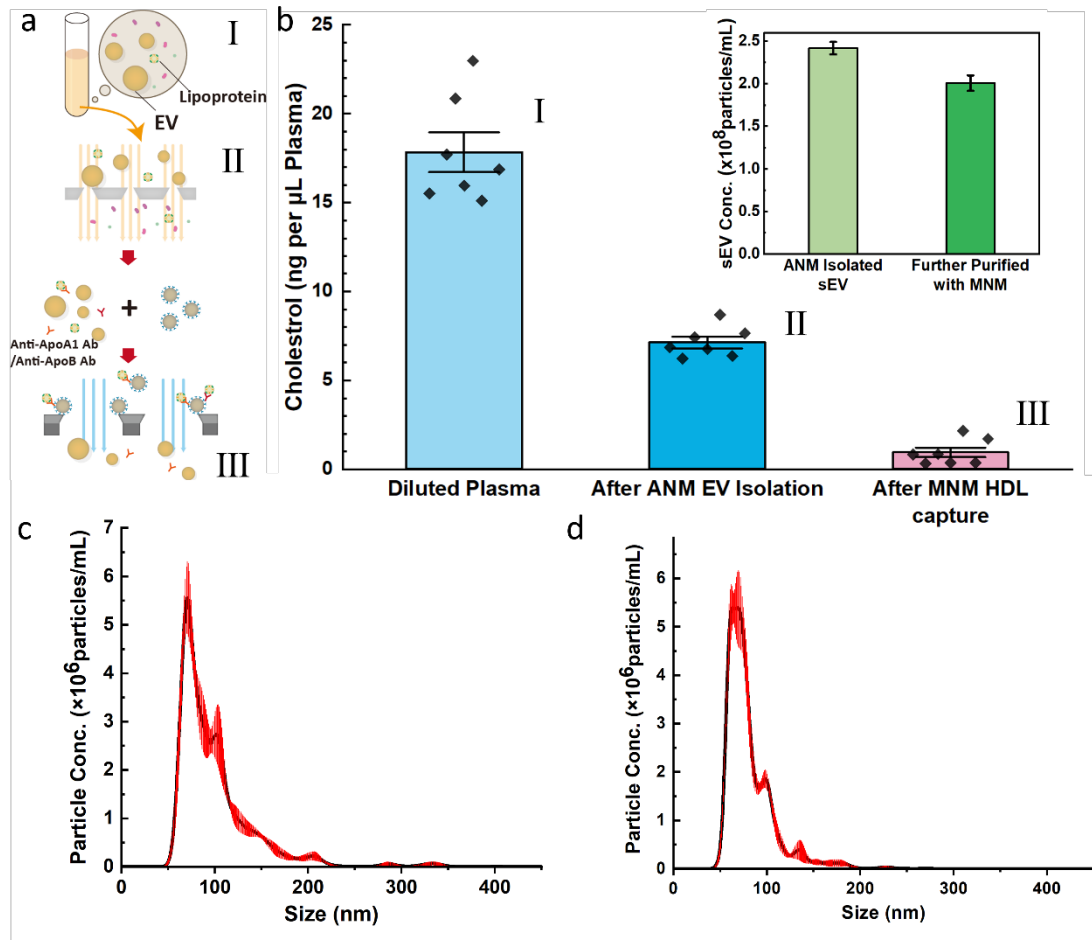 a
I
Lipoprotein
EV
II
+
Anti-ApoA1 Ab
/Anti-ApoB Ab
III
b
Cholestrol (ng per µL Plasma)
25
20
15
10
5
0
I
II
III
Diluted Plasma
After ANM EV Isolation
After MNM HDL
capture
sEV Conc. (x10⁸particles/mL)
2.5
2.0
1.5
1.0
0.5
0.0
ANM Isolated
sEV
Further Purified
with MNM
c
Particle Conc. (×10⁶particles/mL)
7
6
5
4
3
2
1
0
0 100 200 300 400
Size (nm)
d
Particle Conc. (×10⁶particles/mL)
6
5
4
3
2
1
0
0 100 200 300 400
Size (nm)